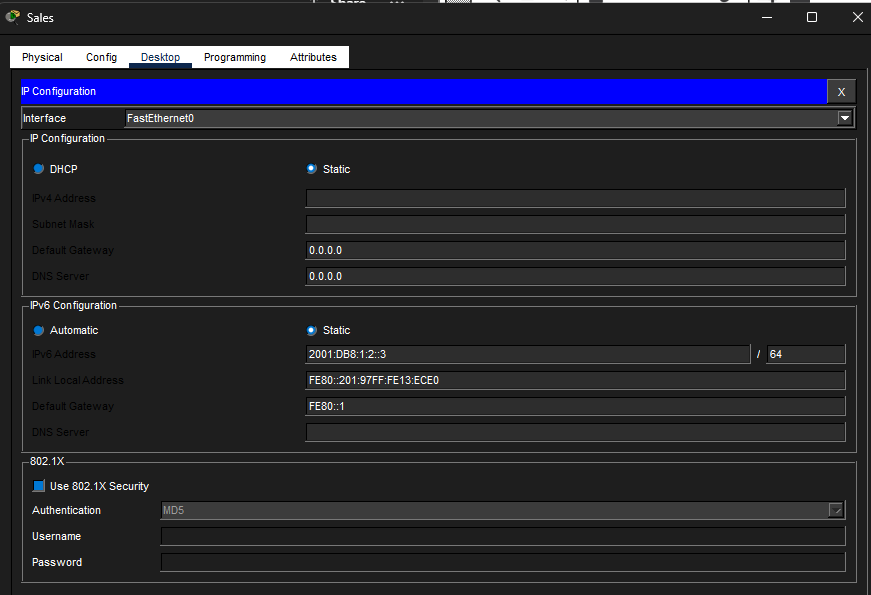 Sales
Physical Config Desktop Programming Attributes
IP Configuration X
Interface FastEthernet0
IP Configuration
DHCP Static
IPv4 Address
Subnet Mask
Default Gateway 0.0.0.0
DNS Server 0.0.0.0
IPv6 Configuration
Automatic Static
IPv6 Address 2001:DB8:1:2::3 / 64
Link Local Address FE80::201:97FF:FE13:ECE0
Default Gateway FE80::1
DNS Server
802.1X
Use 802.1X Security
Authentication MD5
Username
Password